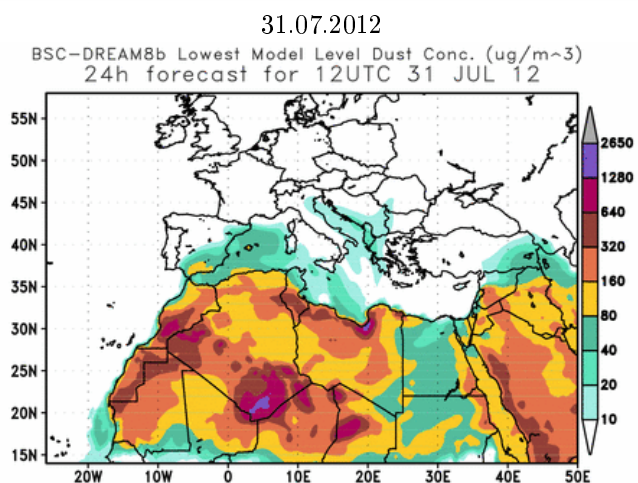 31.07.2012
BSC-DREAM8b Lowest Model Level Dust Conc. (ug/m^3)
24h forecast for 12UTC 31 JUL 12
55N
50N
45N
40N
35N
30N
25N
20N
15N
20W
10W
0
10E
20E
30E
40E
50E
2650
1280
640
320
160
80
40
20
10